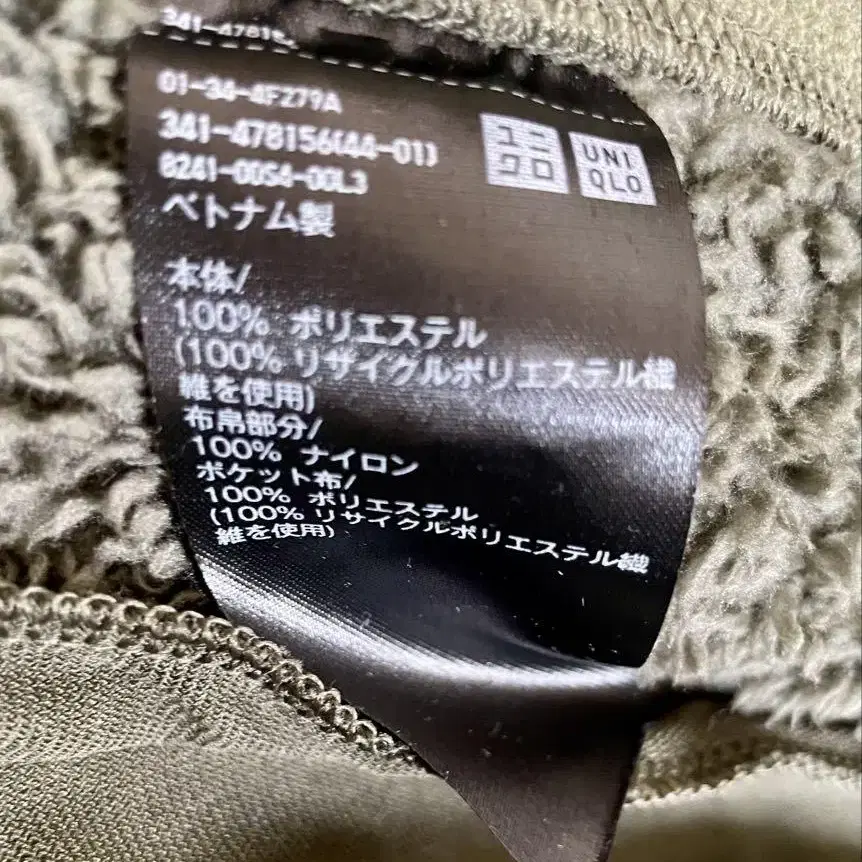 341-4781
01-34-4F279A
341-478156(44-01)
ユニ
クロ
UNI
QLO
ベトナム製
本体/
100% ポリエステル
(100% リサイクルポリエステル繊
維を使用)
布帛部分/
100% ナイロン
ポケット布/
100% ポリエステル
(100% リサイクルポリエステル繊
維を使用)